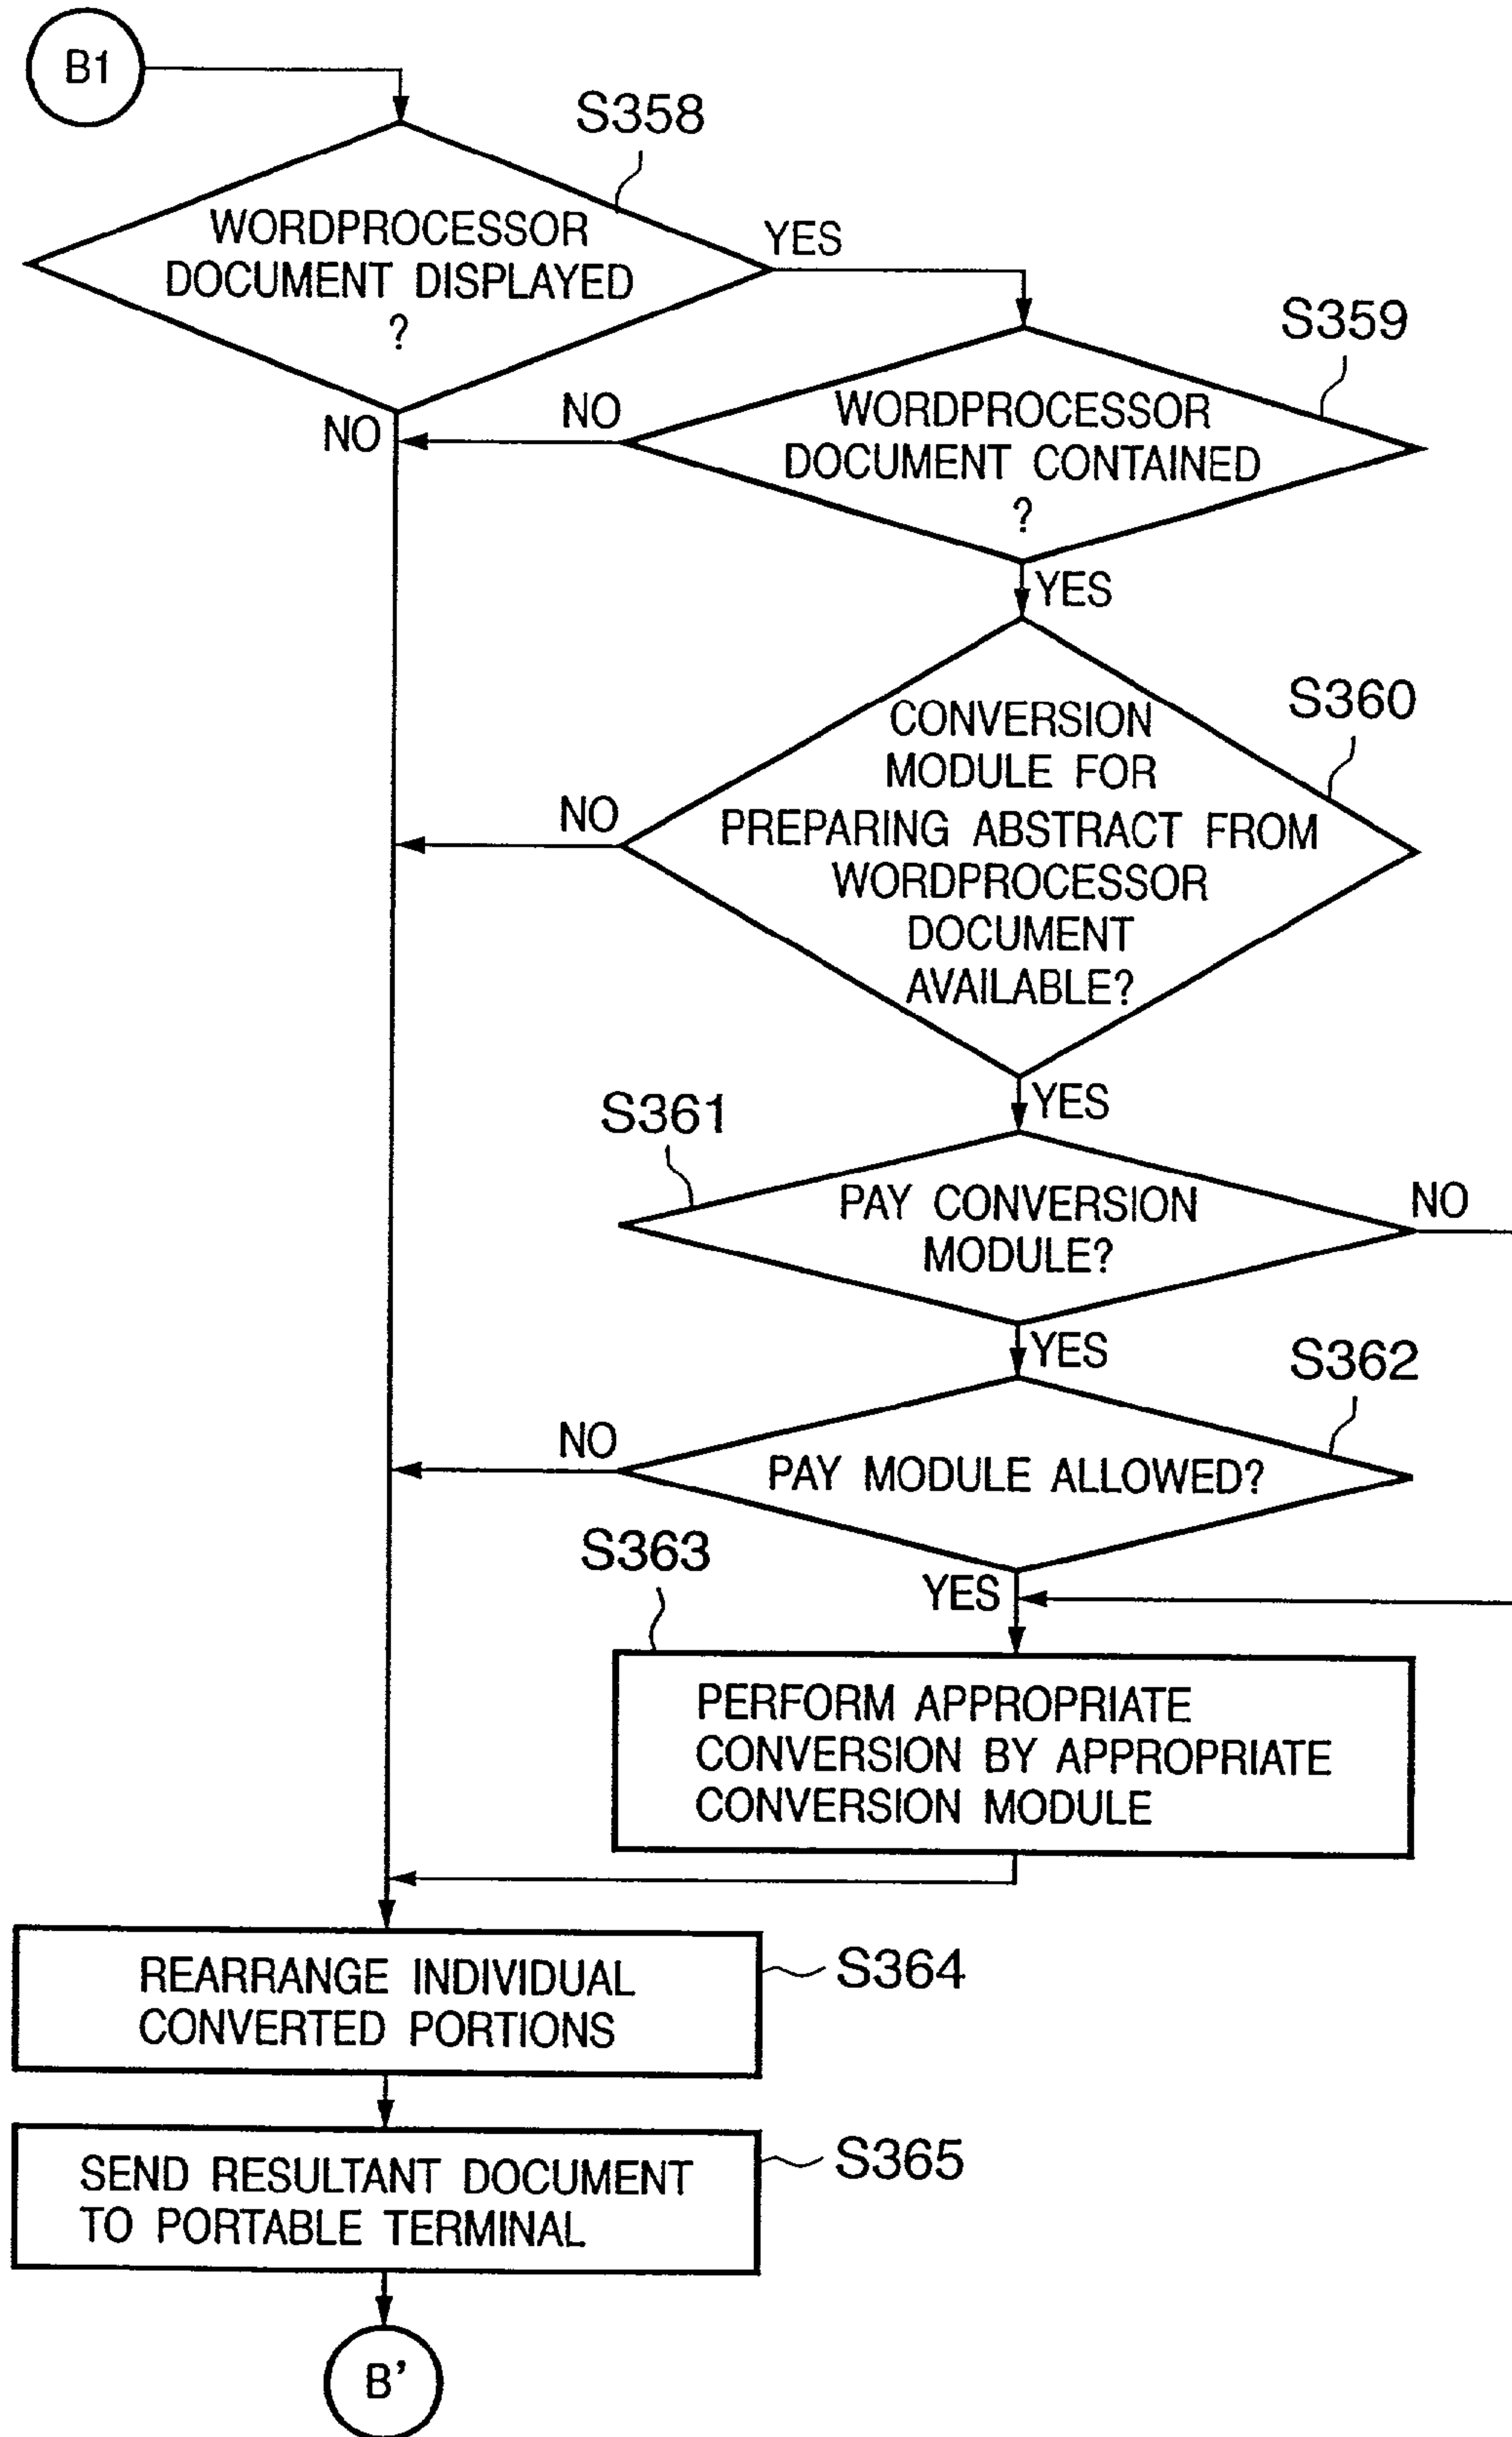 B1
S358
WORDPROCESSOR
DOCUMENT DISPLAYED
?
YES
NO
S359
WORDPROCESSOR
DOCUMENT CONTAINED
?
NO
YES
S360
CONVERSION
MODULE FOR
PREPARING ABSTRACT FROM
WORDPROCESSOR
DOCUMENT
AVAILABLE?
NO
YES
S361
PAY CONVERSION
MODULE?
NO
YES
S362
PAY MODULE ALLOWED?
NO
YES
S363
PERFORM APPROPRIATE
CONVERSION BY APPROPRIATE
CONVERSION MODULE
REARRANGE INDIVIDUAL
CONVERTED PORTIONS
S364
SEND RESULTANT DOCUMENT
TO PORTABLE TERMINAL
S365
B'